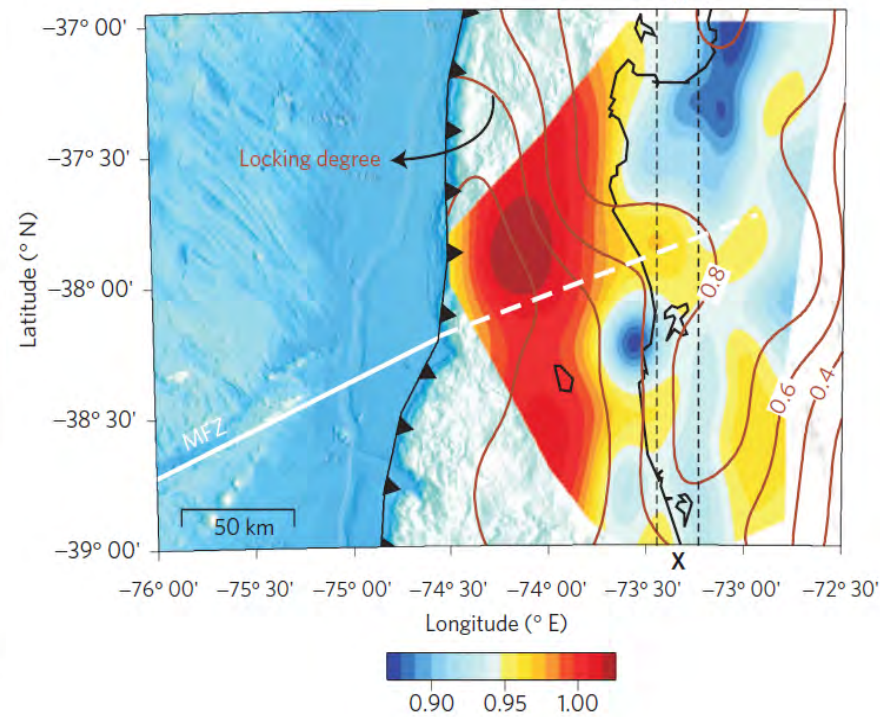 −37° 00'
−37° 30'
−38° 00'
−38° 30'
−39° 00'
Latitude (° N)
Locking degree
MFZ
50 km
0.8
0.6
0.4
X
−76° 00' −75° 30' −75° 00' −74° 30' −74° 00' −73° 30' −73° 00' −72° 30'
Longitude (° E)
0.90 0.95 1.00